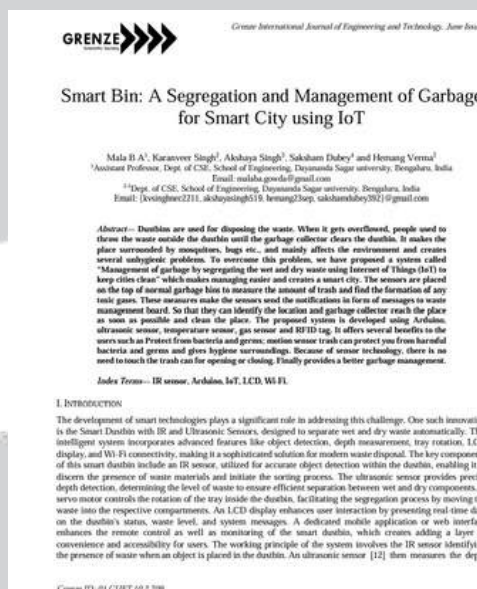 GRENZE
Scientific Society
Grenze International Journal of Engineering and Technology, June Issu
Smart Bin: A Segregation and Management of Garbage
for Smart City using IoT
Mala B A¹, Karanveer Singh², Akshaya Singh³, Saksham Dubey⁴ and Hemang Verma⁵
¹Assistant Professor, Dept. of CSE, School of Engineering, Dayananda Sagar university, Bengaluru, India
Email: malaba.gowda@gmail.com
Dept. of CSE, School of Engineering, Dayananda Sagar university, Bengaluru, India
Email: {kvsinghnec2211, akshayasingh519, hemang23sep, sakshamdubey392}@gmail.com
Abstract— Dustbins are used for disposing the waste. When it gets overflowed, people used to
throw the waste outside the dustbin until the garbage collector clears the dustbin. It makes the
place surrounded by mosquitoes, bugs etc., and mainly affects the environment and creates
several unhygienic problems. To overcome this problem, we have proposed a system called
"Management of garbage by segregating the wet and dry waste using Internet of Things (IoT) to
keep cities clean" which makes managing easier and creates a smart city. The sensors are placed
on the top of normal garbage bins to measure the amount of trash and find the formation of any
toxic gases. These measures make the sensors send the notifications in form of messages to waste
management board. So that they can identify the location and garbage collector reach the place
as soon as possible and clean the place. The proposed system is developed using Arduino,
ultrasonic sensor, temperature sensor, gas sensor and RFID tag. It offers several benefits to the
users such as Protect from bacteria and germs; motion sensor trash can protect you from harmful
bacteria and germs and gives hygiene surroundings. Because of sensor technology, there is no
need to touch the trash can for opening or closing. Finally provides a better garbage management.
Index Terms— IR sensor, Arduino, IoT, LCD, Wi-Fi.
I. INTRODUCTION
The development of smart technologies plays a significant role in addressing this challenge. One such innovati
is the Smart Dustbin with IR and Ultrasonic Sensors, designed to separate wet and dry waste automatically. T
intelligent system incorporates advanced features like object detection, depth measurement, tray rotation, LC
display, and Wi-Fi connectivity, making it a sophisticated solution for modern waste disposal. The key componen
of this smart dustbin include an IR sensor, utilized for accurate object detection within the dustbin, enabling it
discern the presence of waste materials and initiate the sorting process. The ultrasonic sensor provides preci
depth detection, determining the level of waste to ensure efficient separation between wet and dry components.
servo motor controls the rotation of the tray inside the dustbin, facilitating the segregation process by moving t
waste into the respective compartments. An LCD display enhances user interaction by presenting real-time da
on the dustbin's status, waste level, and system messages. A dedicated mobile application or web interfa
enhances the remote control as well as monitoring of the smart dustbin, which creates adding a layer
convenience and accessibility for users. The working principle of the system involves the IR sensor identifyin
the presence of waste when an object is placed in the dustbin. An ultrasonic sensor [12] then measures the dep